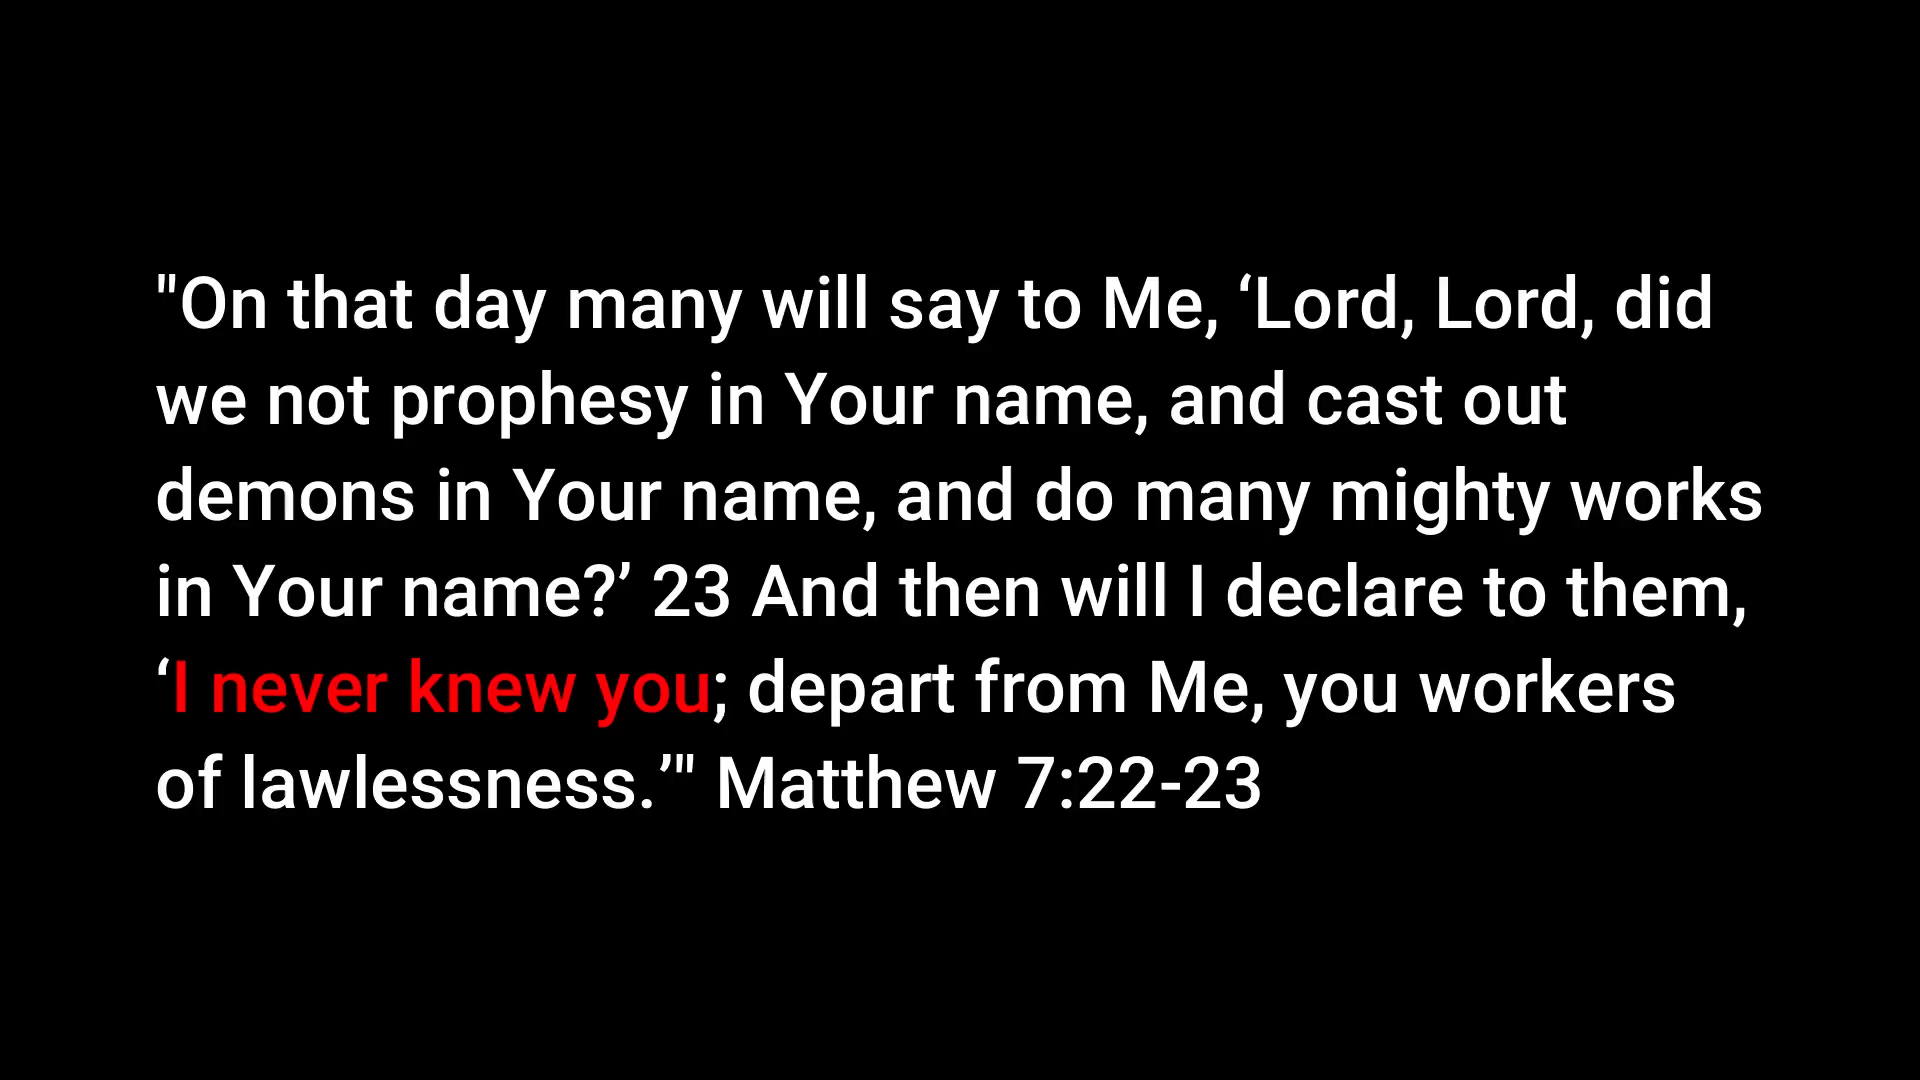 "On that day many will say to Me, ‘Lord, Lord, did
we not prophesy in Your name, and cast out
demons in Your name, and do many mighty works
in Your name?’ 23 And then will I declare to them,
‘I never knew you; depart from Me, you workers
of lawlessness.’" Matthew 7:22-23